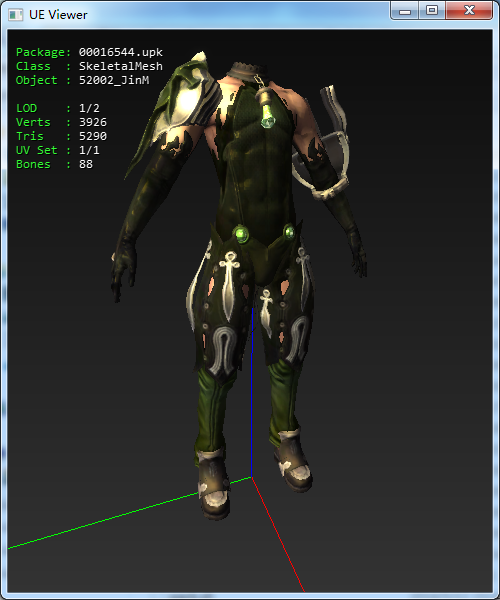 UE Viewer
Package: 00016544.upk
Class : SkeletalMesh
Object : 52002_JinM
LOD : 1/2
Verts : 3926
Tris : 5290
UV Set : 1/1
Bones : 88